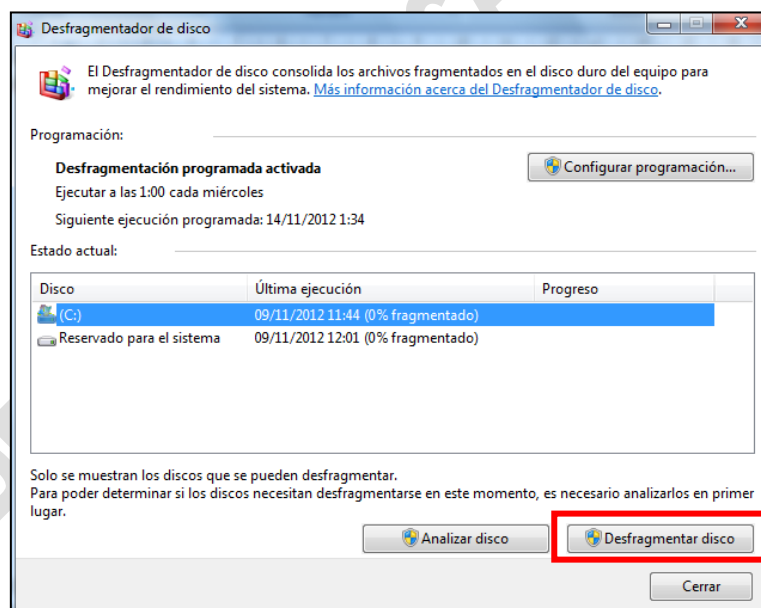 Desfragmentador de disco
El Desfragmentador de disco consolida los archivos fragmentados en el disco duro del equipo para
mejorar el rendimiento del sistema. Más información acerca del Desfragmentador de disco.
Programación:
Desfragmentación programada activada
Configurar programación...
Ejecutar a las 1:00 cada miércoles
Siguiente ejecución programada: 14/11/2012 1:34
Estado actual:
Disco Última ejecución Progreso
(C:) 09/11/2012 11:44 (0% fragmentado)
Reservado para el sistema 09/11/2012 12:01 (0% fragmentado)
Solo se muestran los discos que se pueden desfragmentar.
Para poder determinar si los discos necesitan desfragmentarse en este momento, es necesario analizarlos en primer
lugar.
Analizar disco Desfragmentar disco
Cerrar